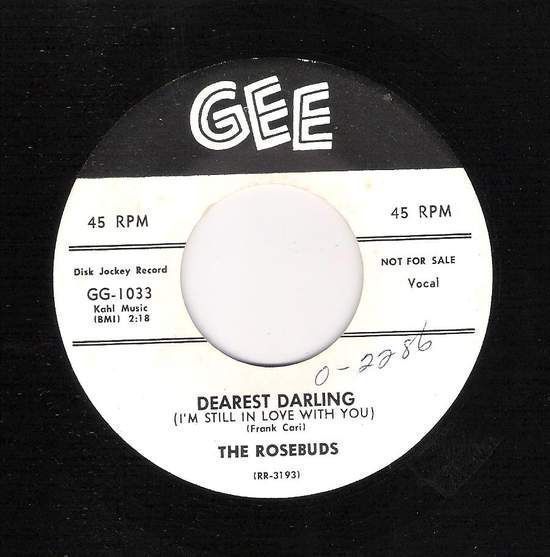 GEE
45 RPM
45 RPM
Disk Jockey Record
GG-1033
Kahl Music
(BMI) 2:18
NOT FOR SALE
Vocal
0-2286
DEAREST DARLING
(I'M STILL IN LOVE WITH YOU)
(Frank Cari)
THE ROSEBUDS
(RR-3193)